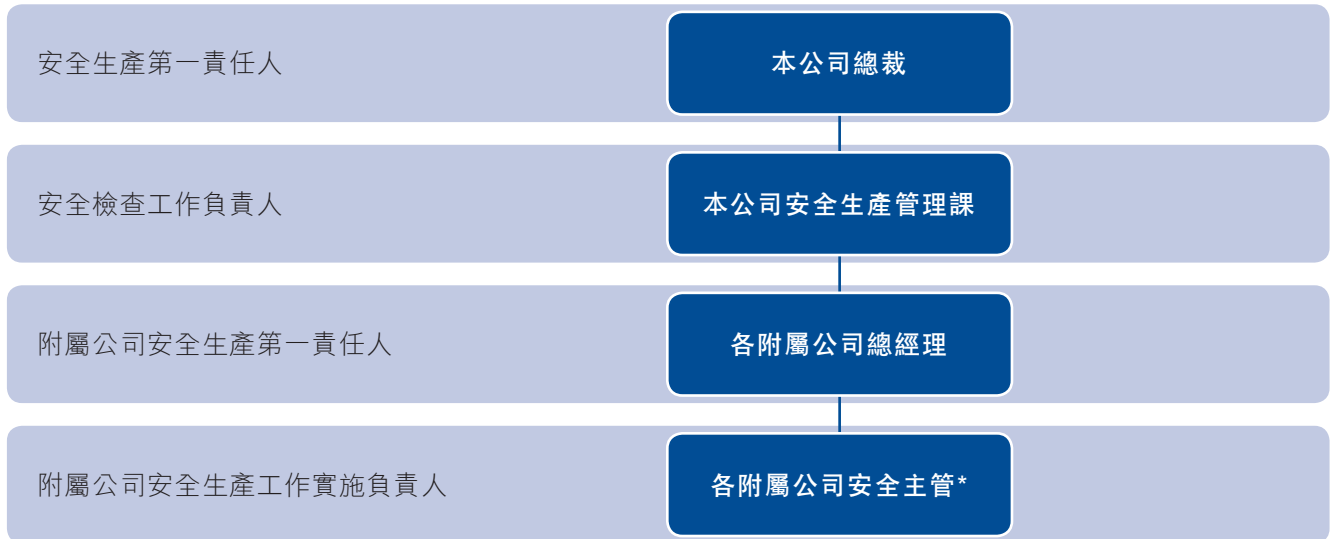 安全生產第一責任人
本公司總裁
安全檢查工作負責人
本公司安全生產管理課
附屬公司安全生產第一責任人
各附屬公司總經理
附屬公司安全生產工作實施負責人
各附屬公司安全主管*